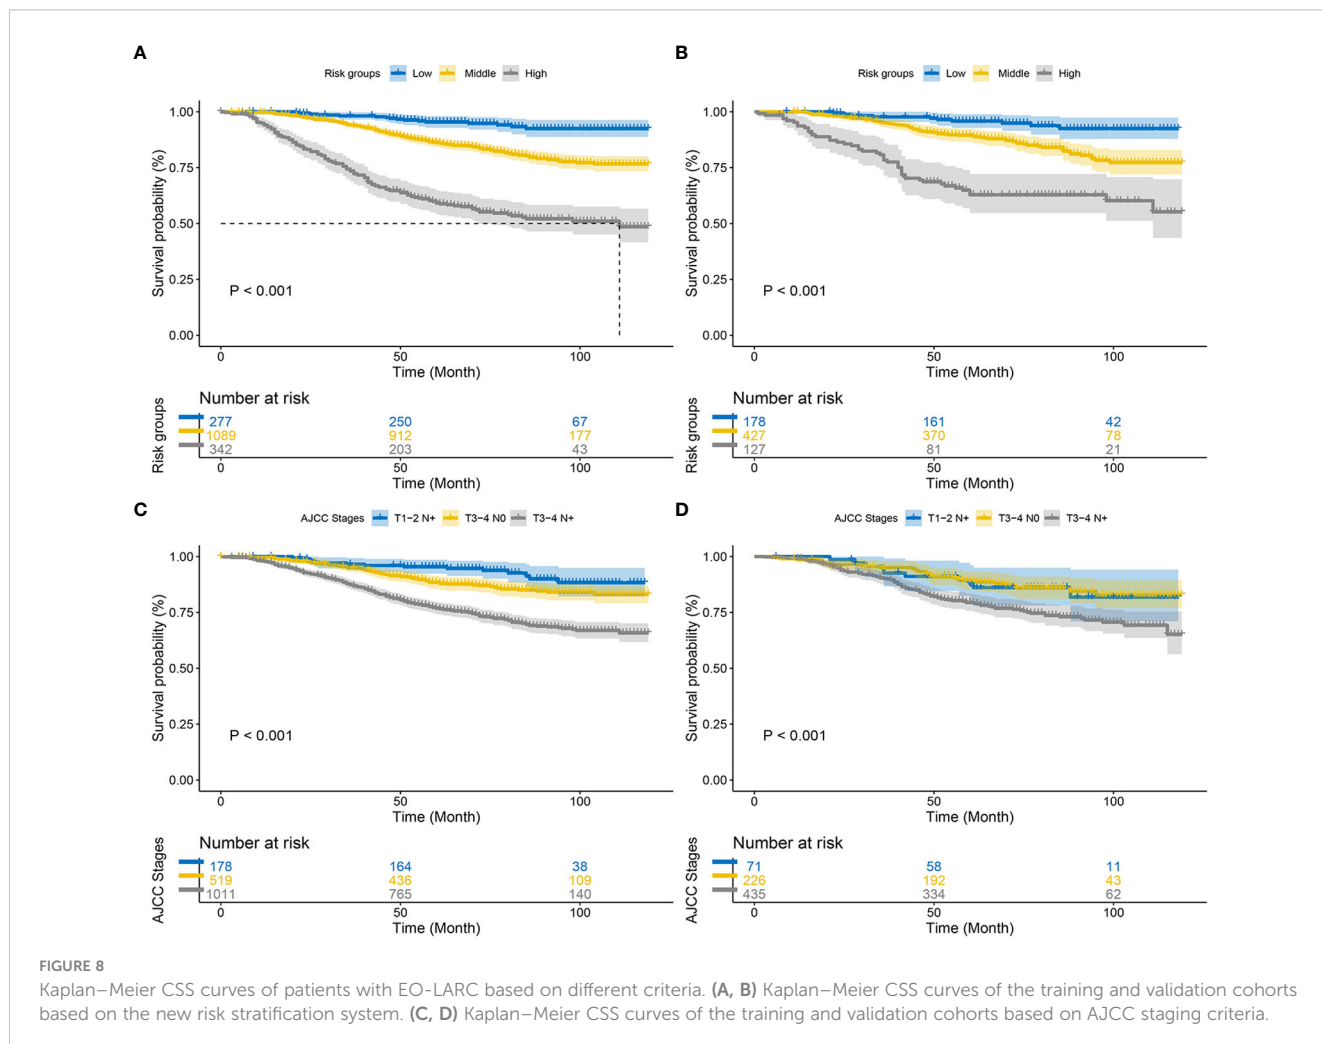 A
Risk groups Low Middle High
Survival probability (%)
1.00
0.75
0.50
0.25
0.00
P < 0.001
0 50 100
Time (Month)
Number at risk
Risk groups
277 250 67
1089 912 177
342 203 43
0 50 100
Time (Month)
B
Risk groups Low Middle High
Survival probability (%)
1.00
0.75
0.50
0.25
0.00
P < 0.001
0 50 100
Time (Month)
Number at risk
Risk groups
178 161 42
427 370 78
127 81 21
0 50 100
Time (Month)
C
AJCC Stages T1−2 N+ T3−4 N0 T3−4 N+
Survival probability (%)
1.00
0.75
0.50
0.25
0.00
P < 0.001
0 50 100
Time (Month)
Number at risk
AJCC Stages
178 164 38
519 436 109
1011 765 140
0 50 100
Time (Month)
D
AJCC Stages T1−2 N+ T3−4 N0 T3−4 N+
Survival probability (%)
1.00
0.75
0.50
0.25
0.00
P < 0.001
0 50 100
Time (Month)
Number at risk
AJCC Stages
71 58 11
226 192 43
435 334 62
0 50 100
Time (Month)
FIGURE 8
Kaplan–Meier CSS curves of patients with EO-LARC based on different criteria. (A, B) Kaplan–Meier CSS curves of the training and validation cohorts
based on the new risk stratification system. (C, D) Kaplan–Meier CSS curves of the training and validation cohorts based on AJCC staging criteria.